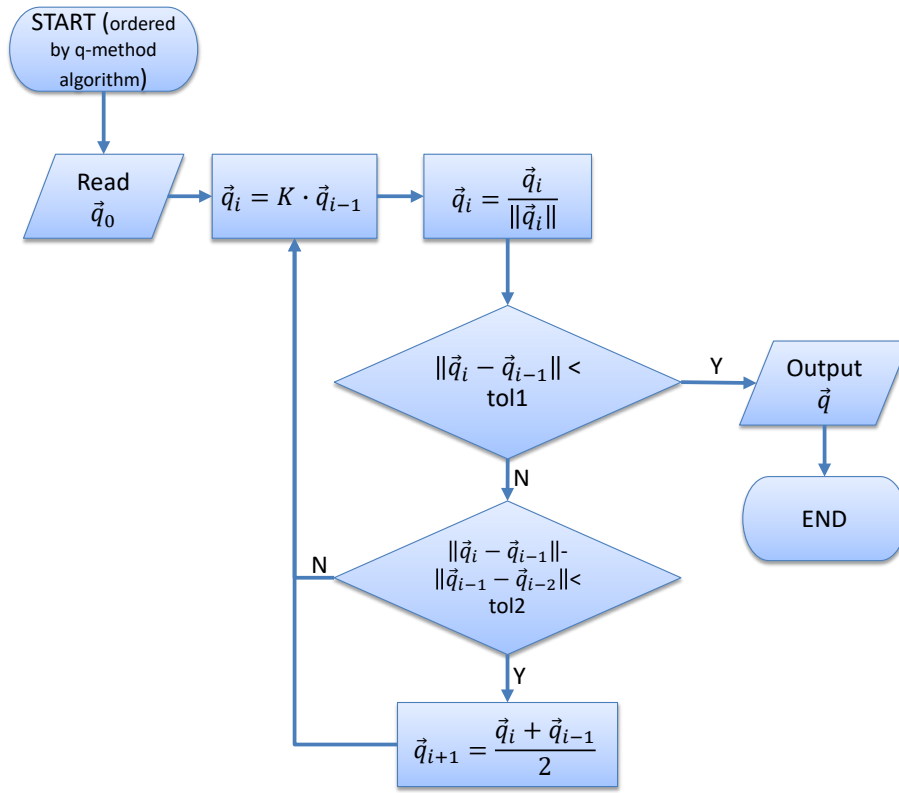 START (ordered
by q-method
algorithm)
Read
q⃗₀
q⃗ᵢ = K · q⃗ᵢ₋₁
q⃗ᵢ = q⃗ᵢ / ‖q⃗ᵢ‖
‖q⃗ᵢ − q⃗ᵢ₋₁‖ <
tol1
Y
Output
q⃗
END
N
‖q⃗ᵢ − q⃗ᵢ₋₁‖-
‖q⃗ᵢ₋₁ − q⃗ᵢ₋₂‖<
tol2
N
Y
q⃗ᵢ₊₁ = (q⃗ᵢ + q⃗ᵢ₋₁) / 2